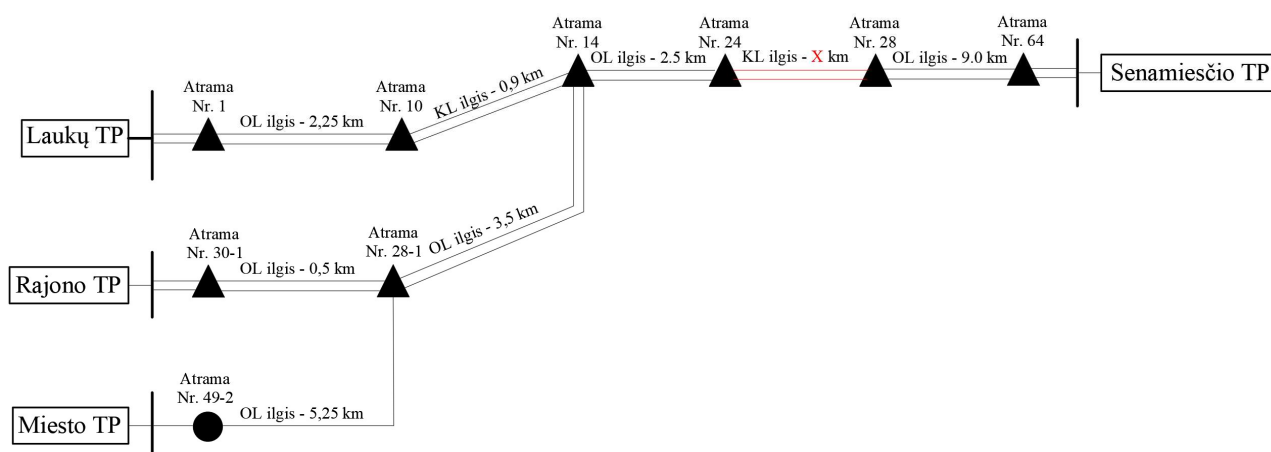 Atrama
Nr. 14
Atrama
Nr. 24
Atrama
Nr. 28
Atrama
Nr. 64
OL ilgis - 2.5 km
KL ilgis - X km
OL ilgis - 9.0 km
Senamiesčio TP
Atrama
Nr. 1
Atrama
Nr. 10
KL ilgis - 0,9 km
OL ilgis - 2,25 km
Laukų TP
Atrama
Nr. 30-1
Atrama
Nr. 28-1
OL ilgis - 3,5 km
OL ilgis - 0,5 km
Rajono TP
Atrama
Nr. 49-2
OL ilgis - 5,25 km
Miesto TP